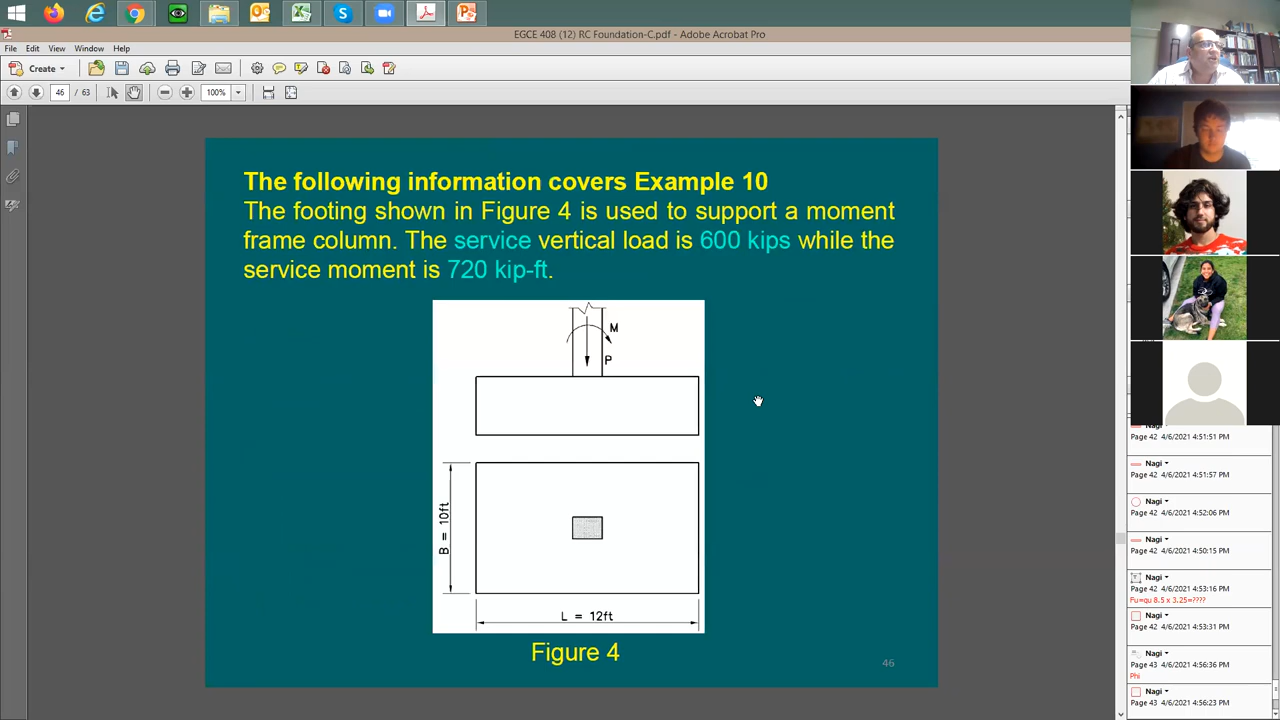 EGCE 408 (12) RC Foundation-C.pdf - Adobe Acrobat Pro
File Edit View Window Help
Create
46 / 63 100%
The following information covers Example 10
The footing shown in Figure 4 is used to support a moment
frame column. The service vertical load is 600 kips while the
service moment is 720 kip-ft.
M
P
B = 10ft
L = 12ft
Figure 4
46
Page 42 4/6/2021 4:51:51 PM
Nagi
Page 42 4/6/2021 4:51:57 PM
Nagi
Page 42 4/6/2021 4:52:06 PM
Nagi
Page 42 4/6/2021 4:50:15 PM
Nagi
Page 42 4/6/2021 4:53:16 PM
Fu=qu 8.5 x 3.25=????
Nagi
Page 42 4/6/2021 4:53:31 PM
Nagi
Page 43 4/6/2021 4:56:36 PM
Phi
Nagi
Page 43 4/6/2021 4:56:23 PM